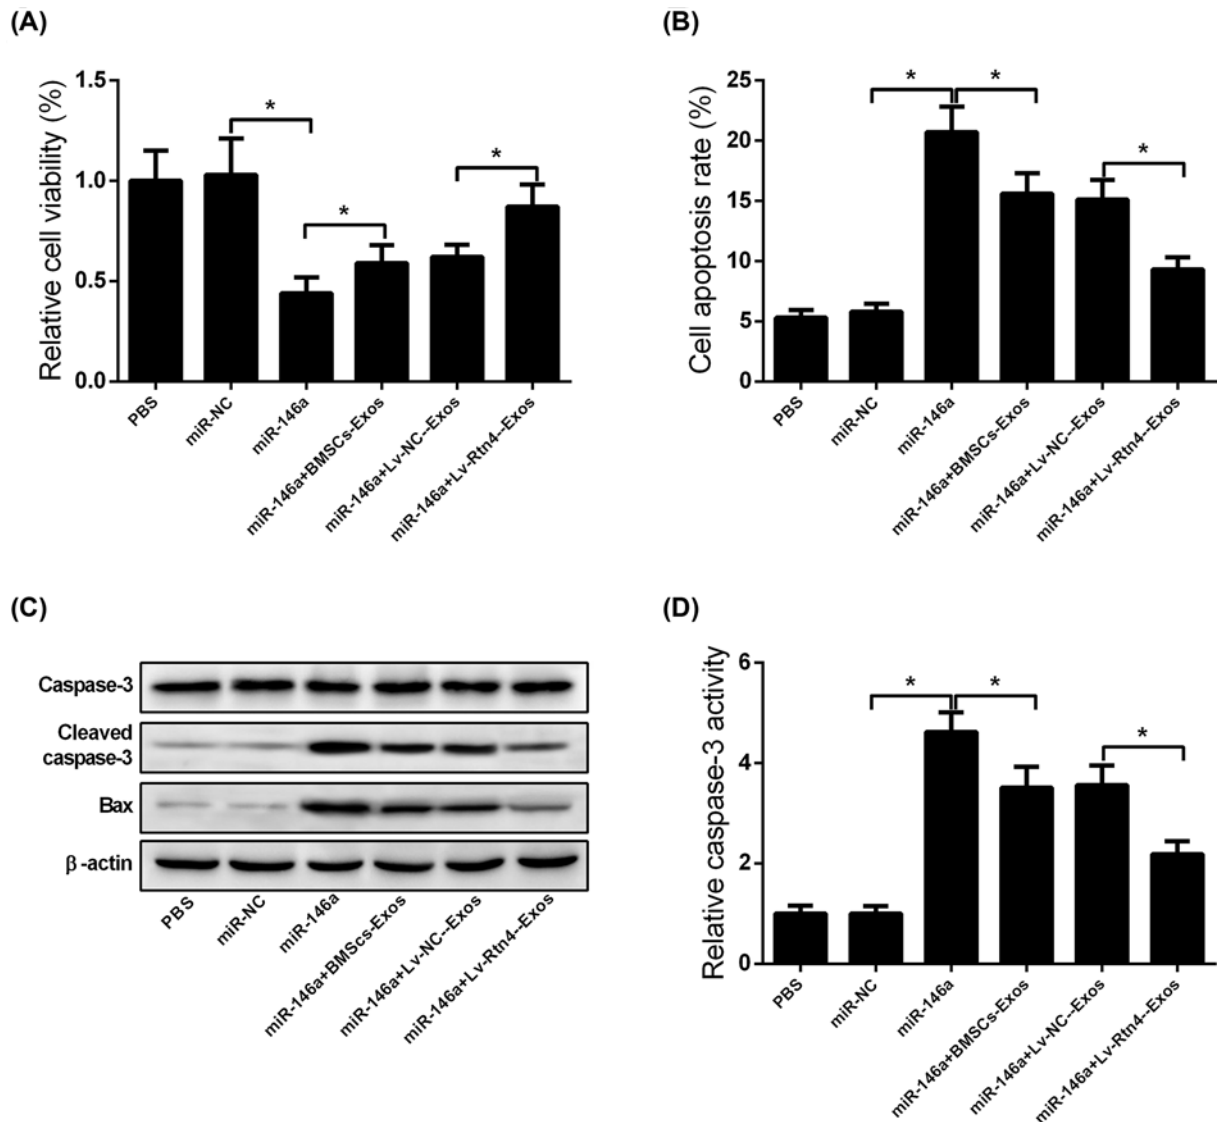 (A)
Relative cell viability (%)
1.5
1.0
0.5
0.0
*
*
*
PBS
miR-NC
miR-146a
miR-146a+BMSCs-Exos
miR-146a+Lv-NC--Exos
miR-146a+Lv-Rtn4--Exos
(B)
Cell apoptosis rate (%)
25
20
15
10
5
0
*
*
*
PBS
miR-NC
miR-146a
miR-146a+BMSCs-Exos
miR-146a+Lv-NC--Exos
miR-146a+Lv-Rtn4--Exos
(C)
Caspase-3
Cleaved
caspase-3
Bax
β-actin
PBS
miR-NC
miR-146a
miR-146a+BMScs-Exos
miR-146a+Lv-NC--Exos
miR-146a+Lv-Rtn4--Exos
(D)
Relative caspase-3 activity
6
4
2
0
*
*
*
PBS
miR-NC
miR-146a
miR-146a+BMSCs-Exos
miR-146a+Lv-NC--Exos
miR-146a+Lv-Rtn4--Exos